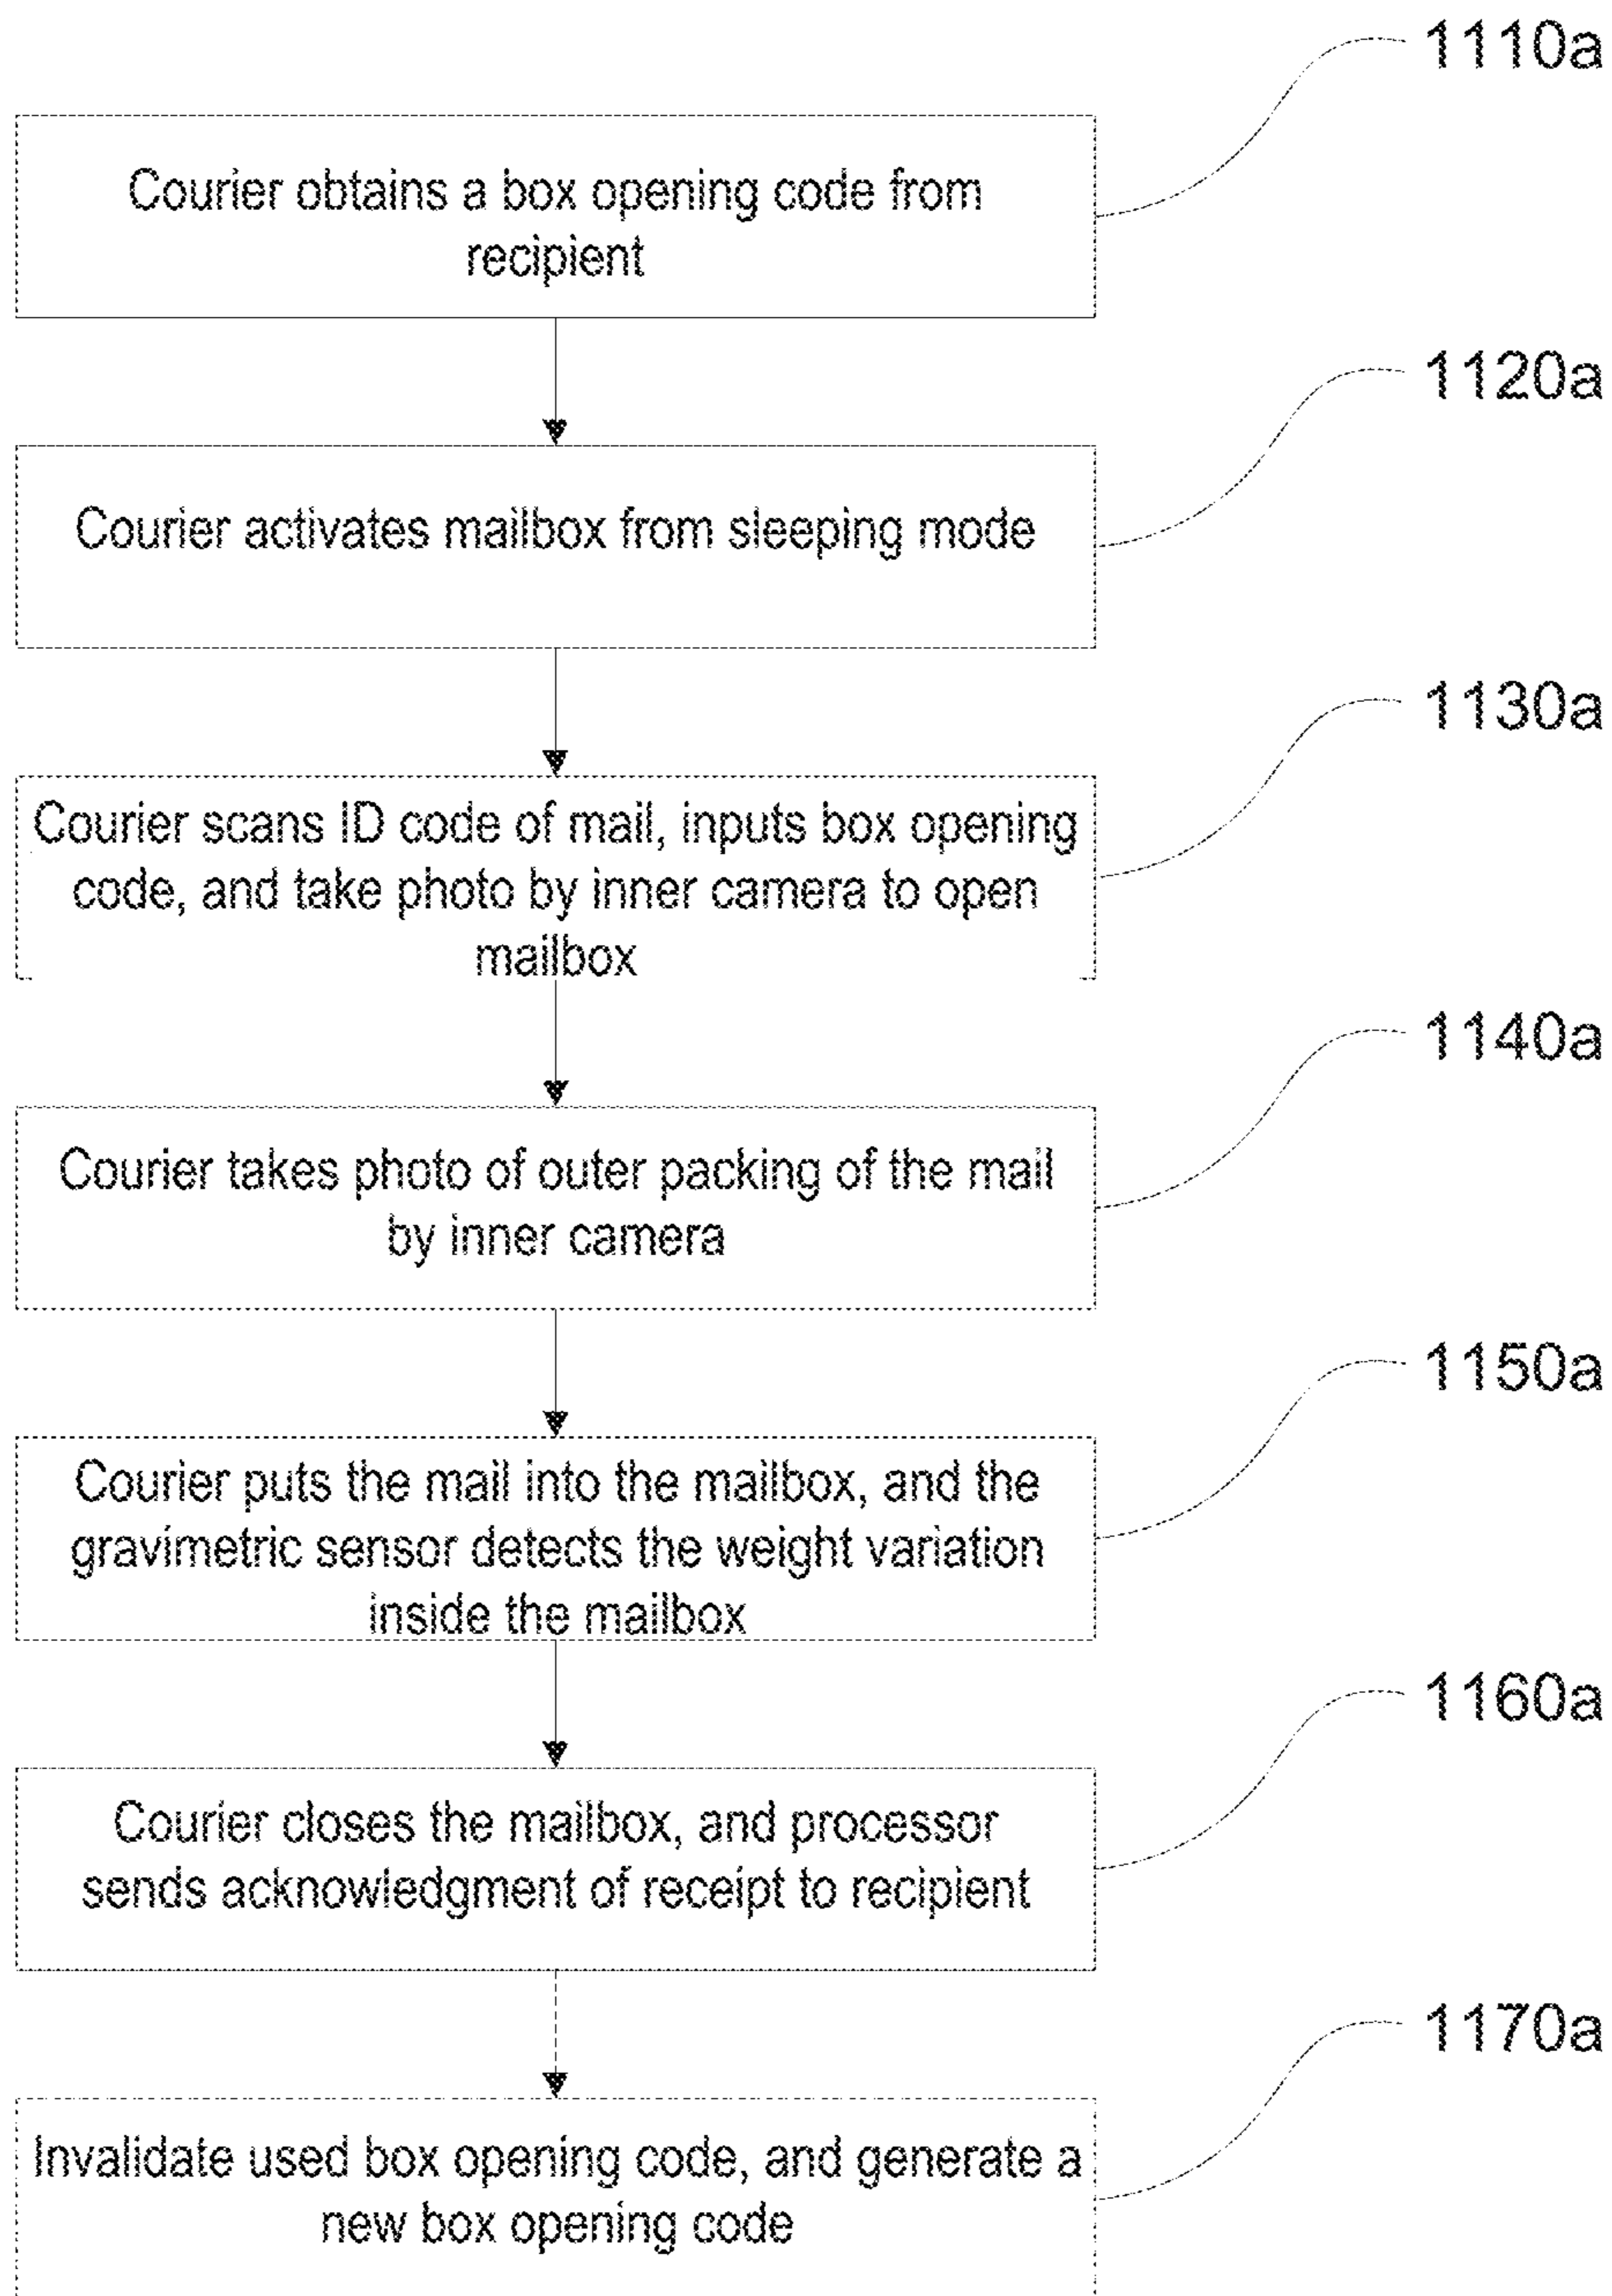 1110a
Courier obtains a box opening code from
recipient
1120a
Courier activates mailbox from sleeping mode
1130a
Courier scans ID code of mail, inputs box opening
code, and take photo by inner camera to open
mailbox
1140a
Courier takes photo of outer packing of the mail
by inner camera
1150a
Courier puts the mail into the mailbox, and the
gravimetric sensor detects the weight variation
inside the mailbox
1160a
Courier closes the mailbox, and processor
sends acknowledgment of receipt to recipient
1170a
Invalidate used box opening code, and generate a
new box opening code